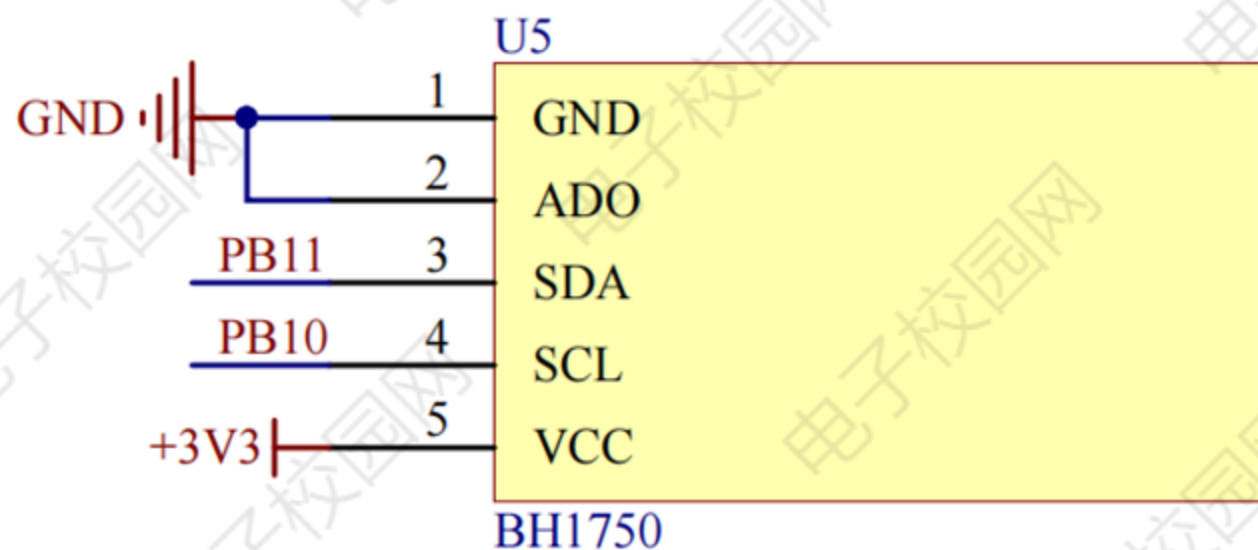 U5
GND 1 GND
2 ADO
PB11 3 SDA
PB10 4 SCL
+3V3 5 VCC
BH1750
电子校园网
电子校园网
电子校园网
电子校园网